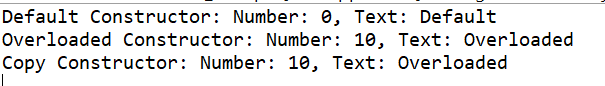 Default Constructor: Number: 0, Text: Default
Overloaded Constructor: Number: 10, Text: Overloaded
Copy Constructor: Number: 10, Text: Overloaded